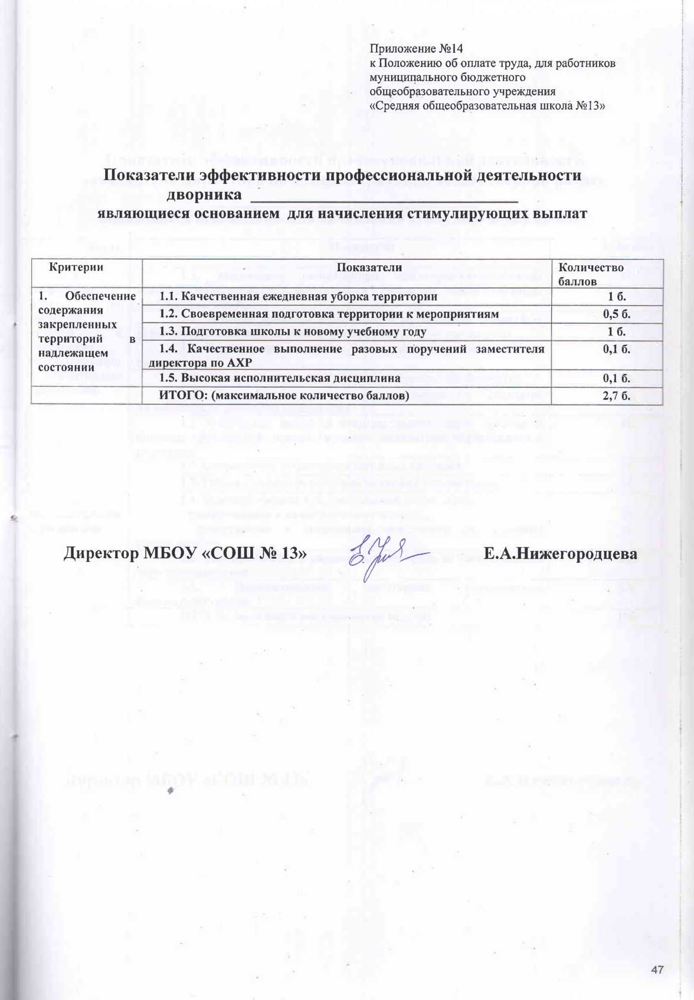 Приложение №14
к Положению об оплате труда, для работников
муниципального бюджетного
общеобразовательного учреждения
«Средняя общеобразовательная школа №13»
Показатели эффективности профессиональной деятельности
дворника ___________________________________
являющиеся основанием для начисления стимулирующих выплат
Критерии Показатели Количество
баллов
1. Обеспечение
содержания
закрепленных
территорий в
надлежащем
состоянии
1.1. Качественная ежедневная уборка территории 1 б.
1.2. Своевременная подготовка территории к мероприятиям 0,5 б.
1.3. Подготовка школы к новому учебному году 1 б.
1.4. Качественное выполнение разовых поручений заместителя 0,1 б.
директора по АХР
1.5. Высокая исполнительская дисциплина 0,1 б.
ИТОГО: (максимальное количество баллов) 2,7 б.
Директор МБОУ «СОШ № 13» Е.А.Нижегородцева
47